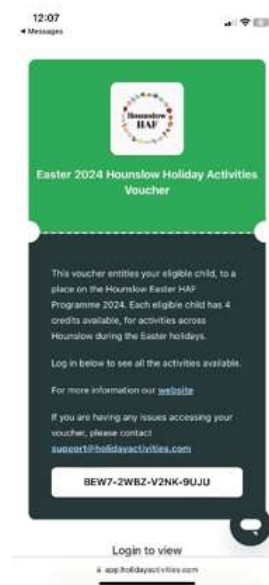 12:07
◀ Messages
Hounslow
HAF
Easter 2024 Hounslow Holiday Activities
Voucher
This voucher entitles your eligible child, to a
place on the Hounslow Easter HAF
Programme 2024. Each eligible child has 4
credits available, for activities across
Hounslow during the Easter holidays.
Log in below to see all the activities available.
For more information our website
If you are having any issues accessing your
voucher, please contact
support@holidayactivities.com
8EW7-2WBZ-V2NK-9UJU
Login to view
app.holidayactivities.com